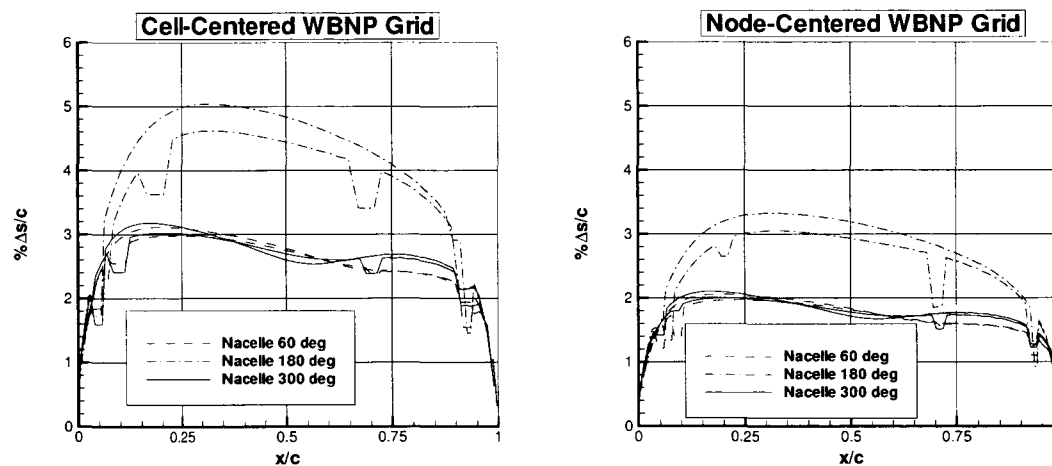 Cell-Centered WBNP Grid
6
5
4
3
2
1
0
%Δs/c
Nacelle 60 deg
Nacelle 180 deg
Nacelle 300 deg
0 0.25 0.5 0.75 1
x/c
Node-Centered WBNP Grid
6
5
4
3
2
1
0
%Δs/c
Nacelle 60 deg
Nacelle 180 deg
Nacelle 300 deg
0 0.25 0.5 0.75
x/c